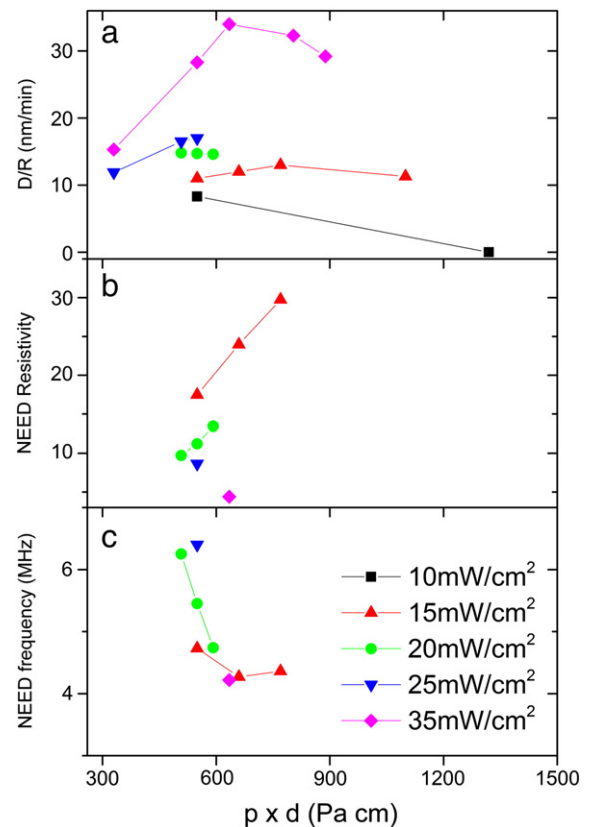 a
30
20
10
0
D/R (nm/min)
b
30
20
10
NEED Resistivity
c
6
4
NEED frequency (MHz)
10mW/cm²
15mW/cm²
20mW/cm²
25mW/cm²
35mW/cm²
300 600 900 1200 1500
p x d (Pa cm)